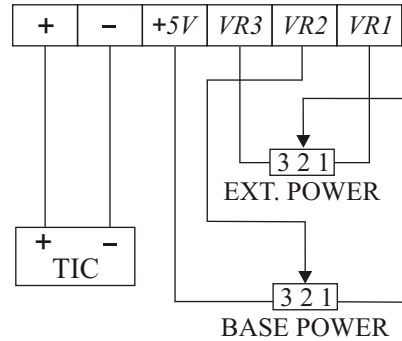 + – +5V VR3 VR2 VR1
3 2 1
EXT. POWER
+ –
TIC
3 2 1
BASE POWER